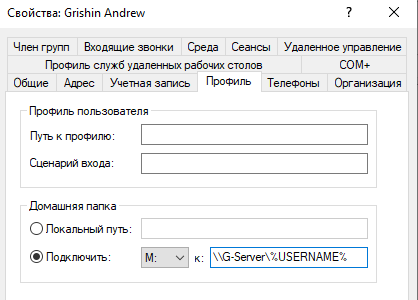 Свойства: Grishin Andrew ? ×
Член групп Входящие звонки Среда Сеансы Удаленное управление
Профиль служб удаленных рабочих столов COM+
Общие Адрес Учетная запись Профиль Телефоны Организация
Профиль пользователя
Путь к профилю:
Сценарий входа:
Домашняя папка
Локальный путь:
Подключить: M: к: \\G-Server\%USERNAME%